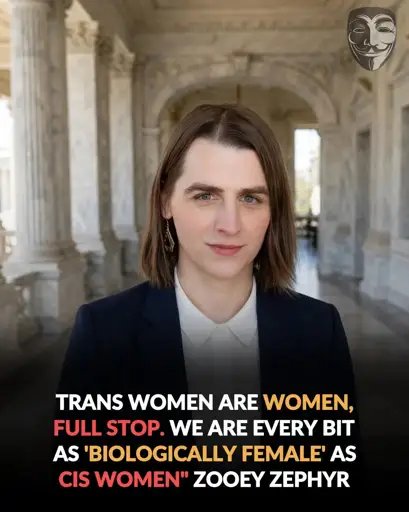 TRANS WOMEN ARE WOMEN,
FULL STOP. WE ARE EVERY BIT
AS 'BIOLOGICALLY FEMALE' AS
CIS WOMEN" ZOOEY ZEPHYR